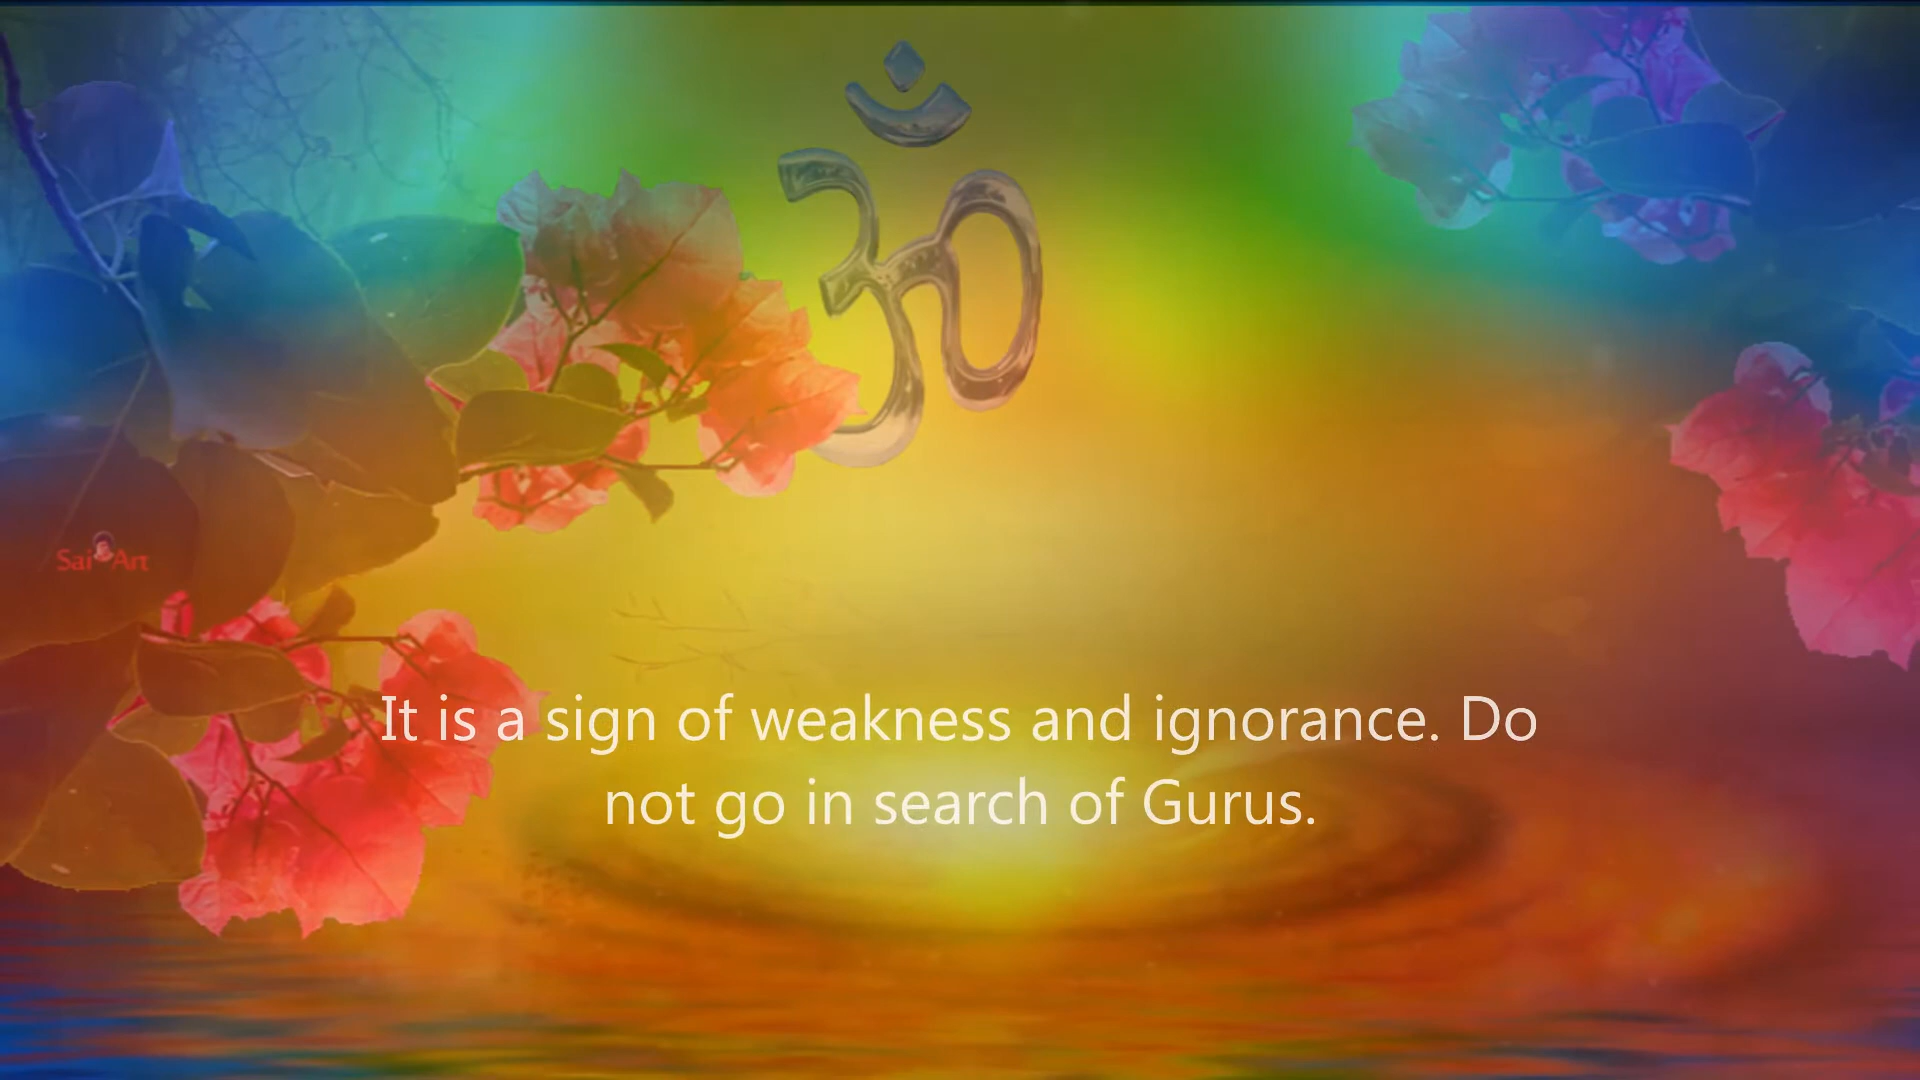 ॐ
Sai Art
It is a sign of weakness and ignorance. Do
not go in search of Gurus.